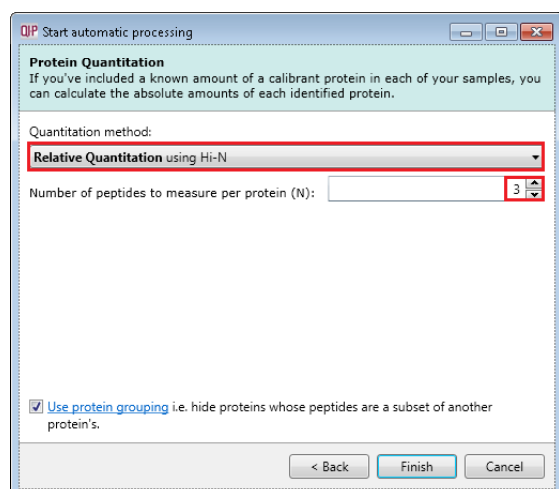 QIP Start automatic processing
Protein Quantitation
If you've included a known amount of a calibrant protein in each of your samples, you
can calculate the absolute amounts of each identified protein.
Quantitation method:
Relative Quantitation using Hi-N
Number of peptides to measure per protein (N): 3
Use protein grouping i.e. hide proteins whose peptides are a subset of another
protein's.
< Back Finish Cancel